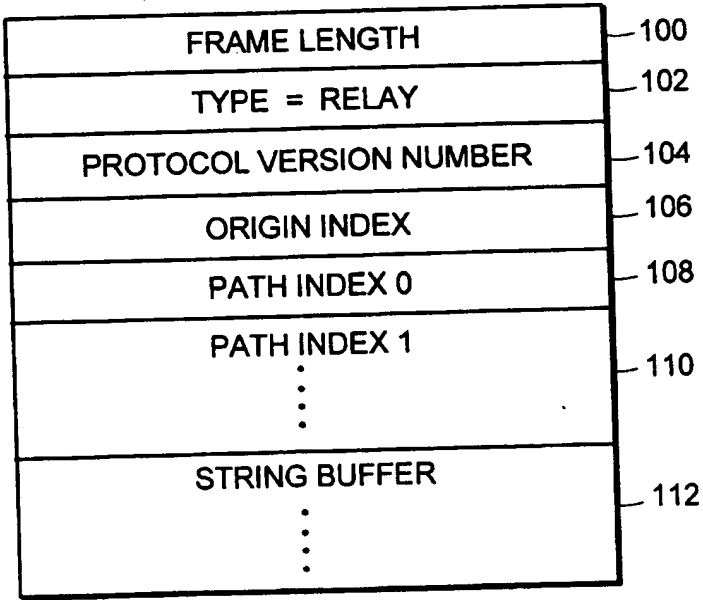 FRAME LENGTH 100
TYPE = RELAY 102
PROTOCOL VERSION NUMBER 104
ORIGIN INDEX 106
PATH INDEX 0 108
PATH INDEX 1 110
STRING BUFFER 112